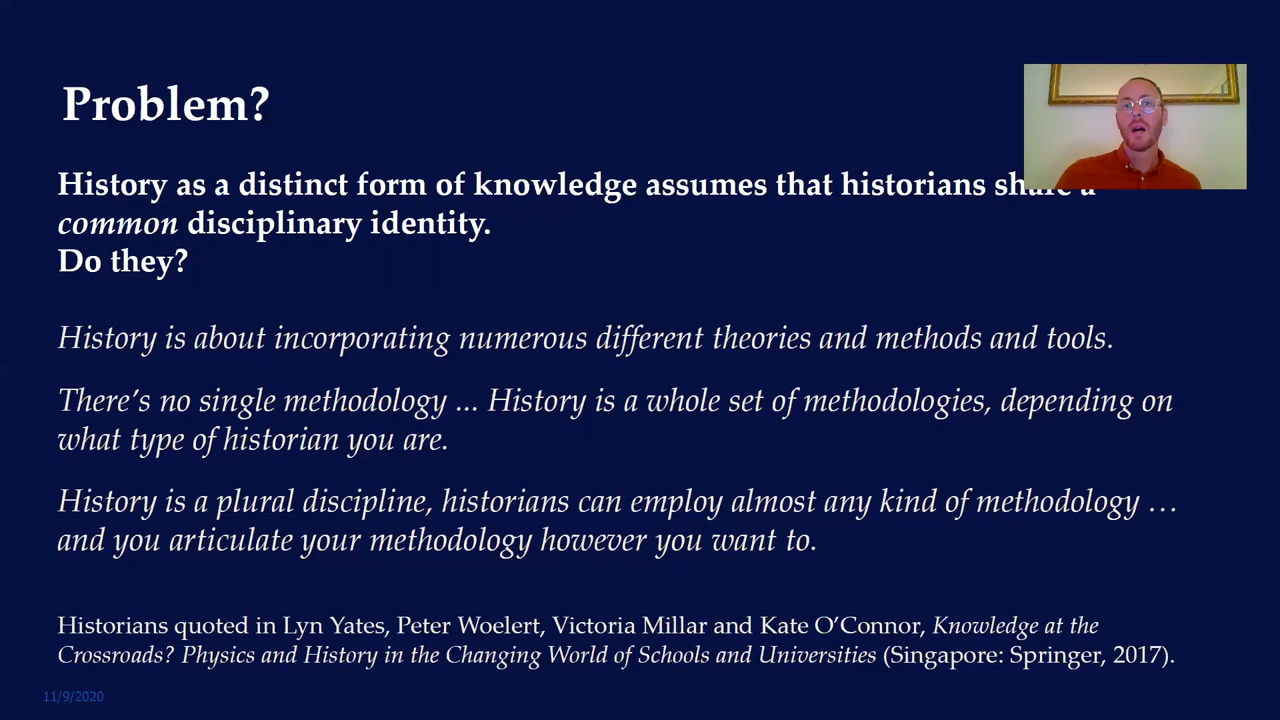 Problem?
History as a distinct form of knowledge assumes that historians share a
common disciplinary identity.
Do they?
History is about incorporating numerous different theories and methods and tools.
There's no single methodology ... History is a whole set of methodologies, depending on
what type of historian you are.
History is a plural discipline, historians can employ almost any kind of methodology …
and you articulate your methodology however you want to.
Historians quoted in Lyn Yates, Peter Woelert, Victoria Millar and Kate O'Connor, Knowledge at the
Crossroads? Physics and History in the Changing World of Schools and Universities (Singapore: Springer, 2017).
11/9/2020